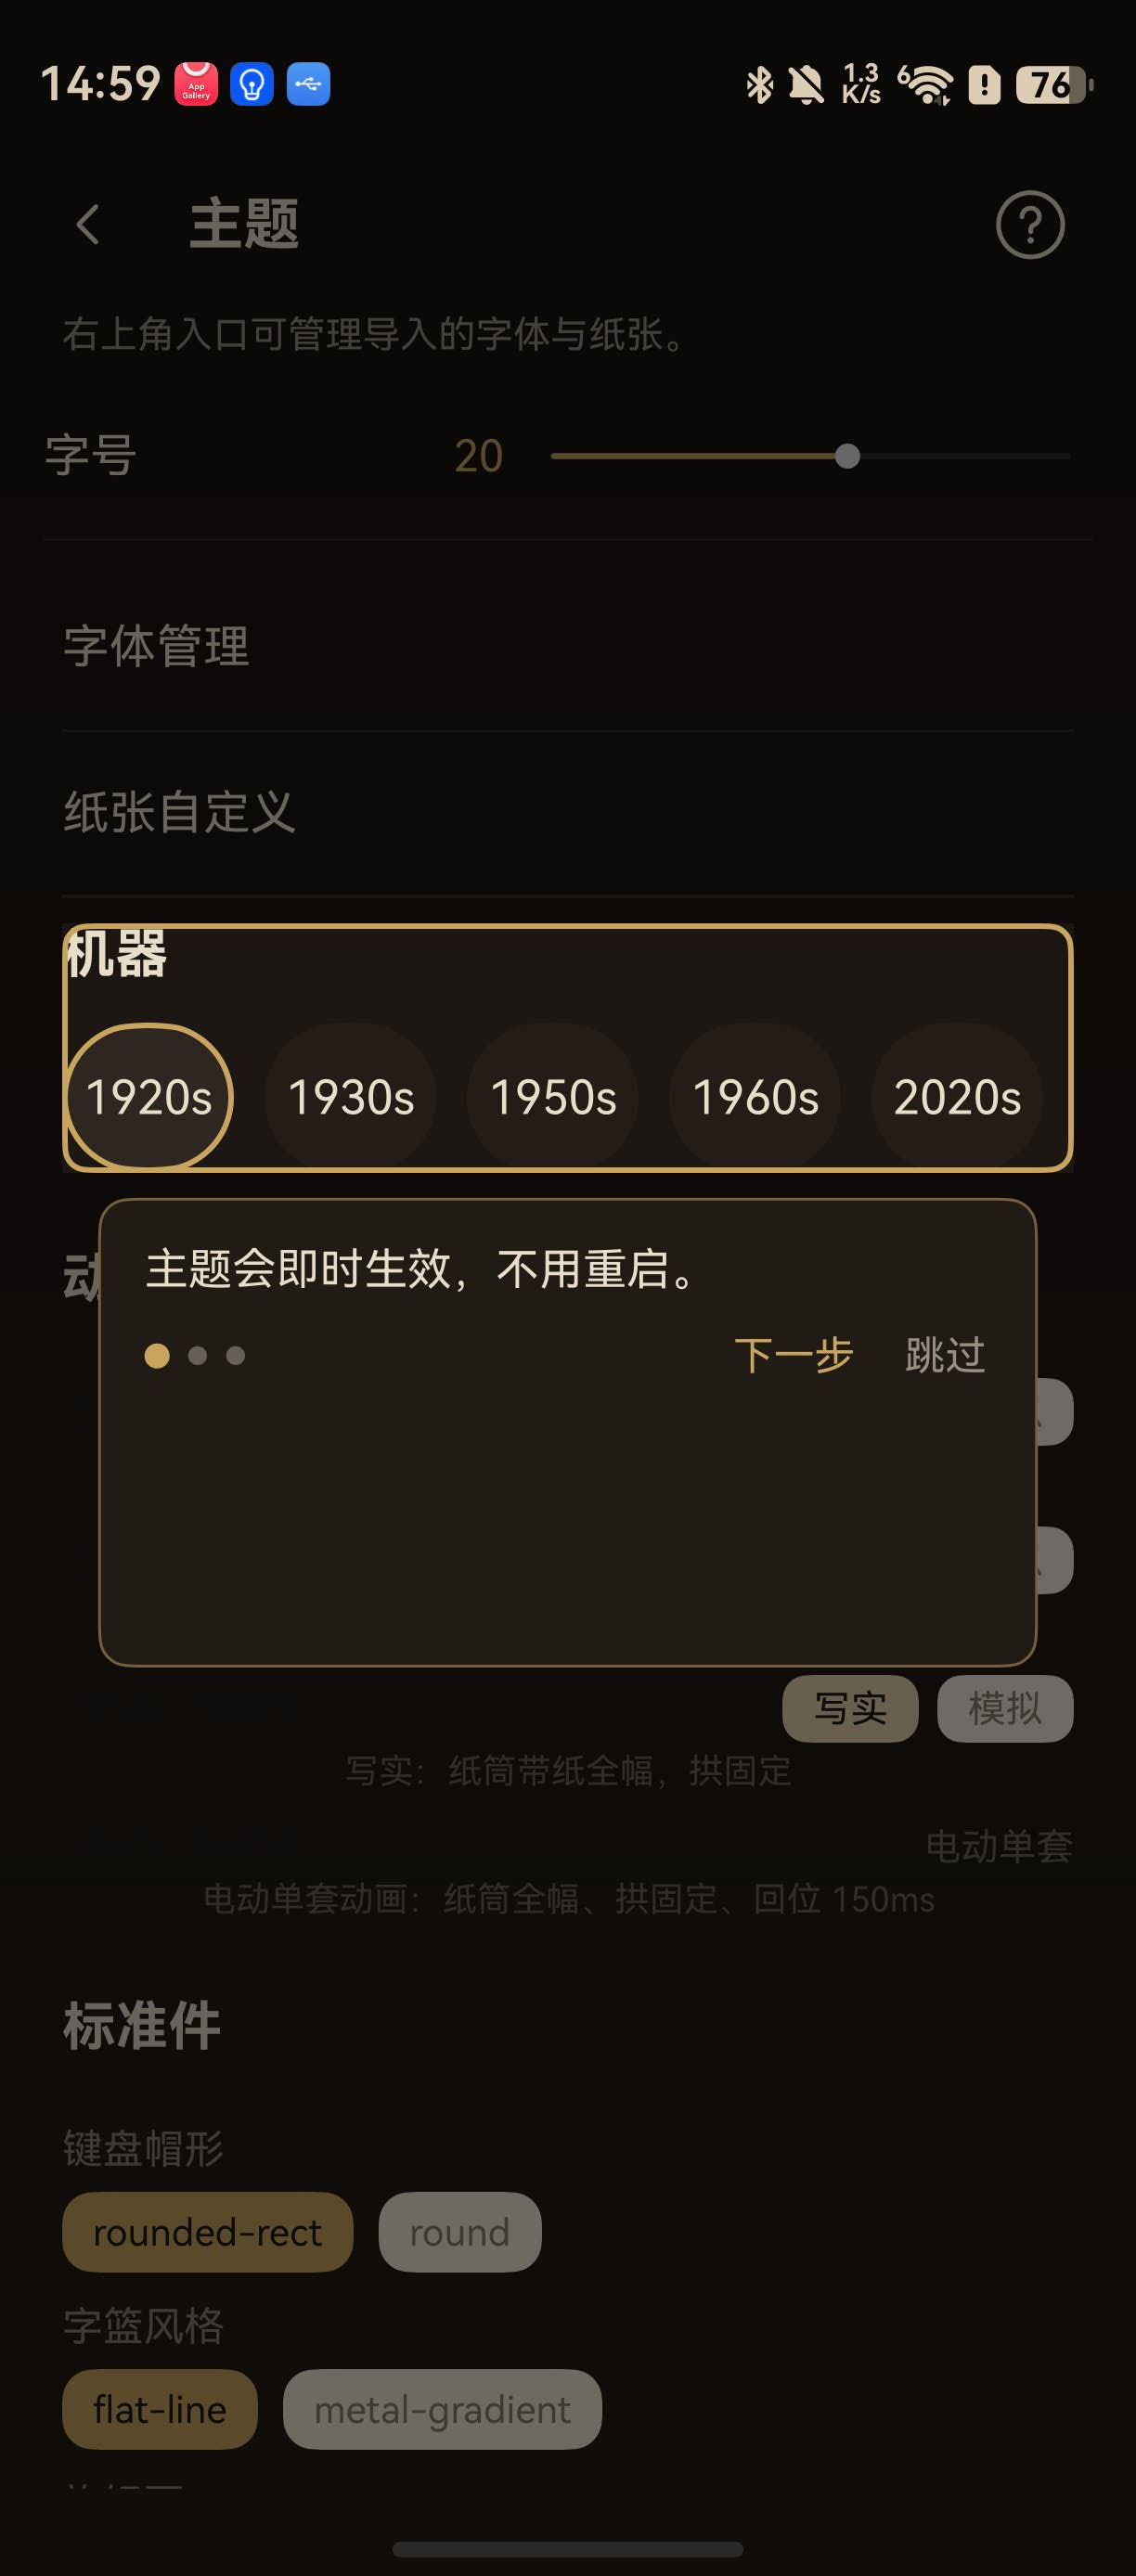 14:59
App
Gallery
1.3
K/s
6
76
主题
右上角入口可管理导入的字体与纸张。
字号 20
字体管理
纸张自定义
机器
1920s 1930s 1950s 1960s 2020s
动
主题会即时生效，不用重启。
下一步 跳过
写实 模拟
写实：纸筒带纸全幅，拱固定
电动单套
电动单套动画：纸筒全幅、拱固定、回位 150ms
标准件
键盘帽形
rounded-rect round
字篮风格
flat-line metal-gradient